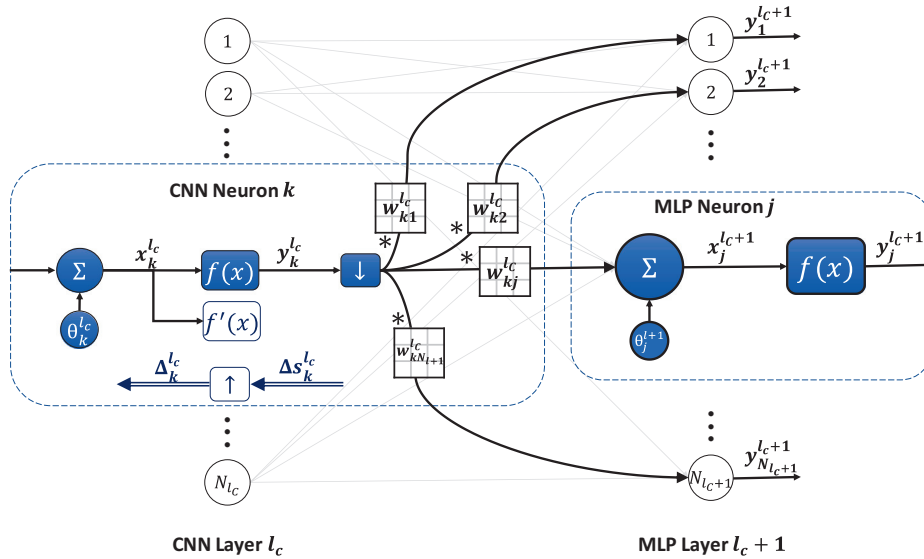 1
2
⋮
1
y_1^{l_C+1}
2
y_2^{l_C+1}
⋮
CNN Neuron k
w_{k1}^{l_C}
w_{k2}^{l_C}
w_{kj}^{l_C}
w_{kN_{l+1}}^{l_C}
*
*
*
*
Σ
x_k^{l_c}
f(x)
y_k^{l_c}
↓
θ_k^{l_c}
f'(x)
Δ_k^{l_c}
↑
Δs_k^{l_c}
MLP Neuron j
Σ
x_j^{l_C+1}
f(x)
y_j^{l_C+1}
θ_j^{l+1}
⋮
N_{l_C}
⋮
N_{l_C+1}
y_{N_{l_C+1}}^{l_C+1}
CNN Layer l_c
MLP Layer l_c + 1